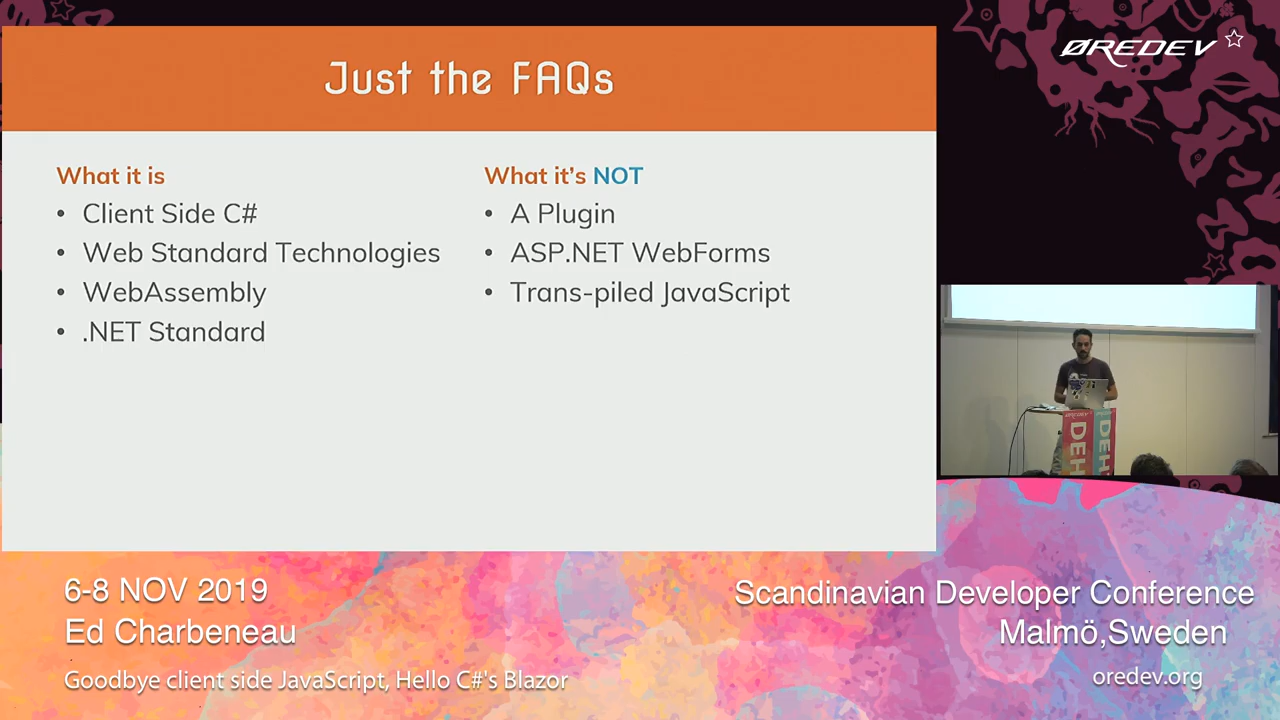 Just the FAQs
What it is
• Client Side C#
• Web Standard Technologies
• WebAssembly
• .NET Standard
What it's NOT
• A Plugin
• ASP.NET WebForms
• Trans-piled JavaScript
ØREDEV
DEH
DEH
6-8 NOV 2019
Ed Charbeneau
Goodbye client side JavaScript, Hello C#'s Blazor
Scandinavian Developer Conference
Malmö,Sweden
oredev.org